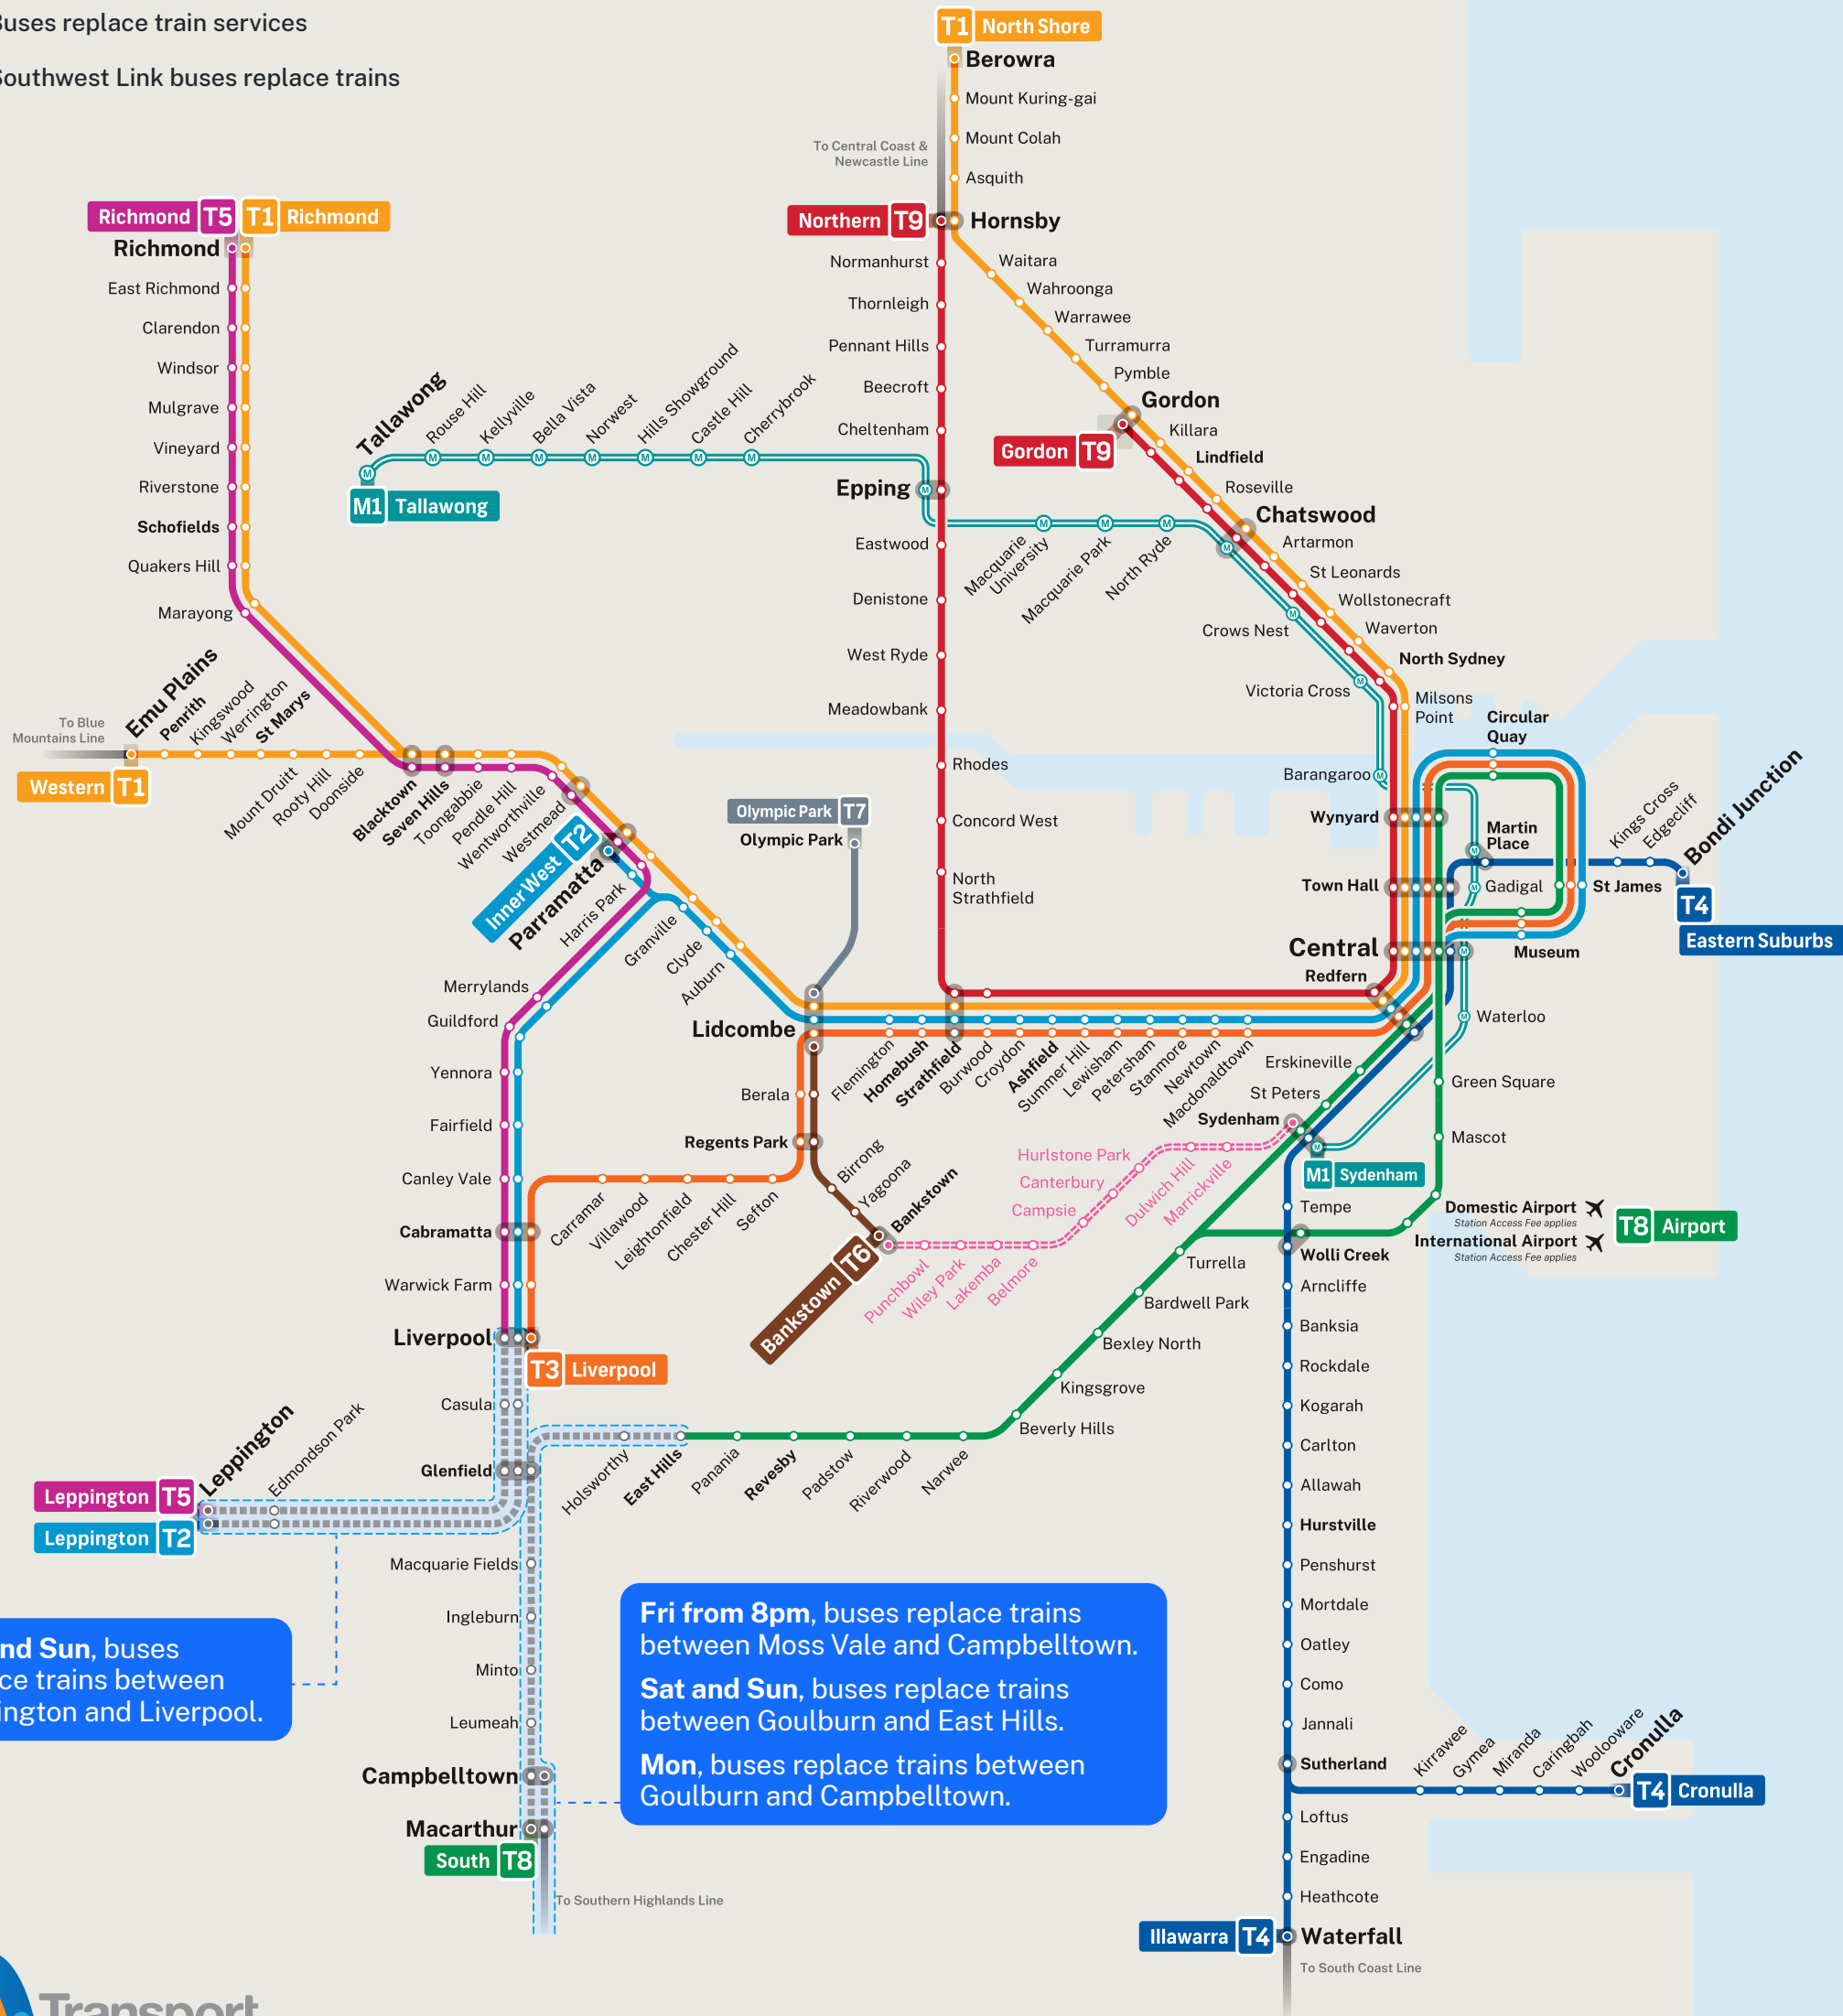 Buses replace train services
Southwest Link buses replace trains
T1 North Shore
Berowra
Mount Kuring-gai
Mount Colah
Asquith
To Central Coast &
Newcastle Line
Northern T9
Hornsby
Richmond T5
T1 Richmond
Richmond
East Richmond
Clarendon
Windsor
Mulgrave
Vineyard
Riverstone
Schofields
Quakers Hill
Marayong
Normanhurst
Thornleigh
Pennant Hills
Beecroft
Cheltenham
Epping
Eastwood
Denistone
West Ryde
Meadowbank
Rhodes
Concord West
North
Strathfield
Waitara
Wahroonga
Warrawee
Turramurra
Pymble
Gordon
Gordon T9
Killara
Lindfield
Roseville
Chatswood
Artarmon
St Leonards
Wollstonecraft
Waverton
North Sydney
Milsons
Point
Tallawong
M1 Tallawong
Rouse Hill
Kellyville
Bella Vista
Norwest
Hills Showground
Castle Hill
Cherrybrook
Macquarie
University
Macquarie Park
North Ryde
Crows Nest
Victoria Cross
Barangaroo
To Blue
Mountains Line
Western T1
Emu Plains
Penrith
Kingswood
Werrington
St Marys
Mount Druitt
Rooty Hill
Doonside
Blacktown
Seven Hills
Toongabbie
Pendle Hill
Wentworthville
Westmead
Inner West T2
Parramatta
Harris Park
Granville
Clyde
Auburn
Olympic Park T7
Olympic Park
Circular
Quay
Wynyard
Martin
Place
Town Hall
Gadigal
St James
Kings Cross
Edgecliff
Bondi Junction
T4
Eastern Suburbs
Central
Museum
Redfern
Waterloo
Lidcombe
Flemington
Homebush
Strathfield
Burwood
Croydon
Ashfield
Summer Hill
Lewisham
Petersham
Stanmore
Newtown
Macdonaldtown
Merrylands
Guildford
Yennora
Fairfield
Canley Vale
Cabramatta
Warwick Farm
Liverpool
T3 Liverpool
Berala
Regents Park
Birrong
Yagoona
Bankstown
Bankstown T6
Carramar
Villawood
Leightonfield
Chester Hill
Sefton
Punchbowl
Wiley Park
Lakemba
Belmore
Campsie
Canterbury
Hurlstone Park
Dulwich Hill
Marrickville
Erskineville
St Peters
Sydenham
M1 Sydenham
Green Square
Mascot
Domestic Airport
Station Access Fee applies
International Airport
Station Access Fee applies
T8 Airport
Tempe
Wolli Creek
Turrella
Bardwell Park
Bexley North
Kingsgrove
Beverly Hills
Narwee
Riverwood
Padstow
Revesby
Panania
East Hills
Holsworthy
Arncliffe
Banksia
Rockdale
Kogarah
Carlton
Allawah
Hurstville
Penshurst
Mortdale
Oatley
Como
Jannali
Sutherland
Kirrawee
Gymea
Miranda
Caringbah
Woolooware
Cronulla
T4 Cronulla
Loftus
Engadine
Heathcote
Illawarra T4
Waterfall
To South Coast Line
Casula
Glenfield
Leppington
Edmondson Park
Leppington T5
Leppington T2
Macquarie Fields
Ingleburn
Minto
Leumeah
Campbelltown
Macarthur
South T8
To Southern Highlands Line
nd Sun, buses
ce trains between
ington and Liverpool.
Fri from 8pm, buses replace trains
between Moss Vale and Campbelltown.
Sat and Sun, buses replace trains
between Goulburn and East Hills.
Mon, buses replace trains between
Goulburn and Campbelltown.
Transport